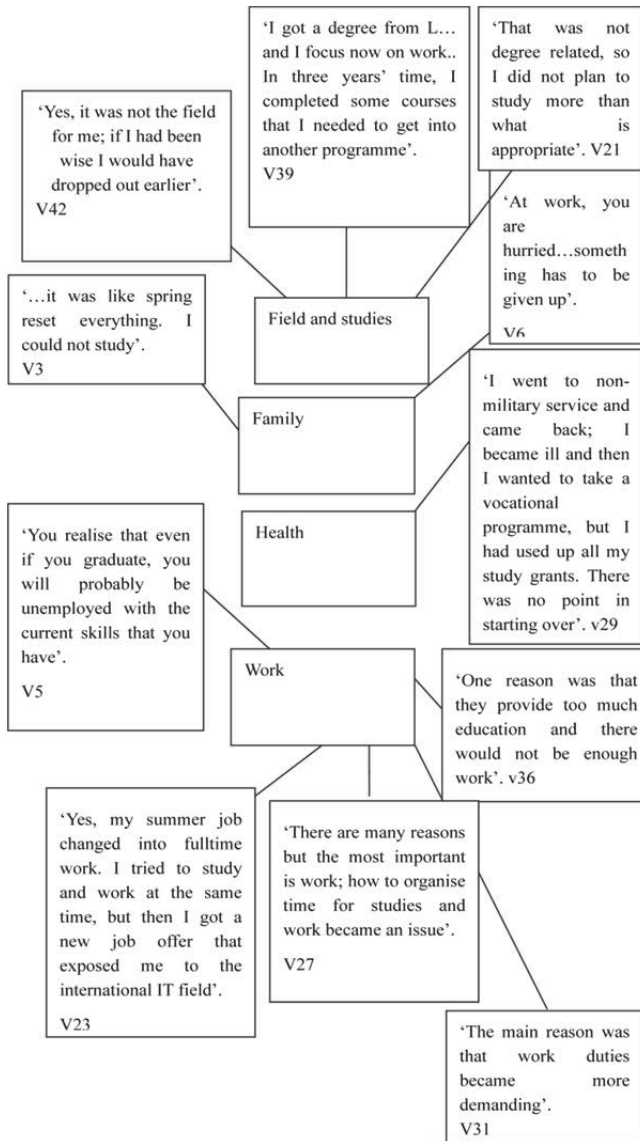 ‘I got a degree from L…
and I focus now on work..
In three years’ time, I
completed some courses
that I needed to get into
another programme’.
V39
‘That was not
degree related, so
I did not plan to
study more than
what is
appropriate’. V21
‘Yes, it was not the field
for me; if I had been
wise I would have
dropped out earlier’.
V42
‘At work, you
are
hurried…someth
ing has to be
given up’.
V6
‘…it was like spring
reset everything. I
could not study’.
V3
Field and studies
Family
Health
‘I went to non-
military service and
came back; I
became ill and then
I wanted to take a
vocational
programme, but I
had used up all my
study grants. There
was no point in
starting over’. v29
‘You realise that even
if you graduate, you
will probably be
unemployed with the
current skills that you
have’.
V5
Work
‘One reason was that
they provide too much
education and there
would not be enough
work’. v36
‘Yes, my summer job
changed into fulltime
work. I tried to study
and work at the same
time, but then I got a
new job offer that
exposed me to the
international IT field’.
V23
‘There are many reasons
but the most important
is work; how to organise
time for studies and
work became an issue’.
V27
‘The main reason was
that work duties
became more
demanding’.
V31